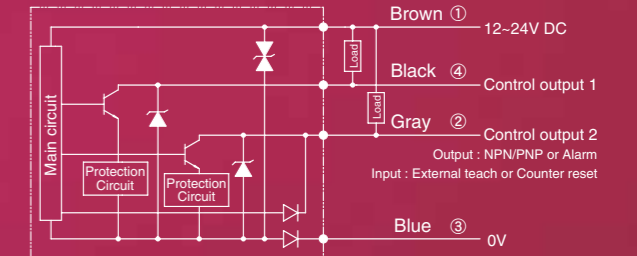 Brown ①
12~24V DC
Load
Black ④
Control output 1
Load
Gray ②
Control output 2
Output : NPN/PNP or Alarm
Input : External teach or Counter reset
Main circuit
Protection
Circuit
Protection
Circuit
Blue ③
0V